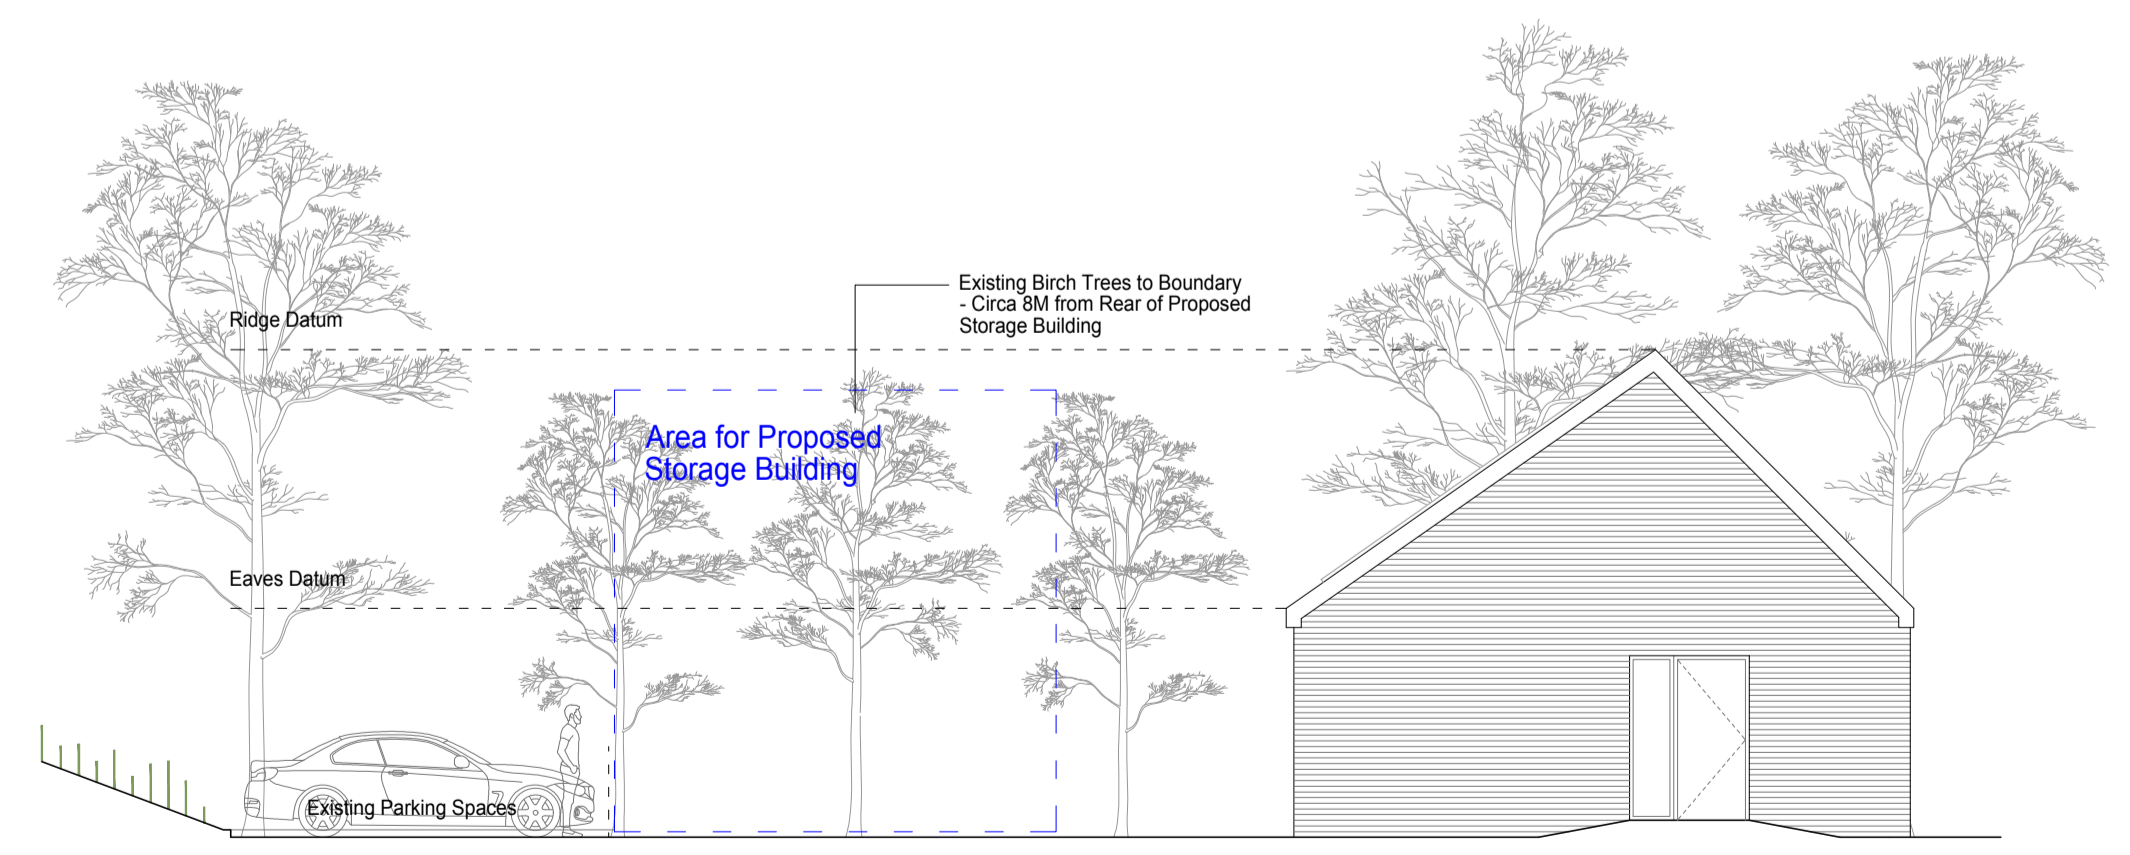 Existing Birch Trees to Boundary
- Circa 8M from Rear of Proposed
Storage Building
Ridge Datum
Area for Proposed
Storage Building
Eaves Datum
Existing Parking Spaces